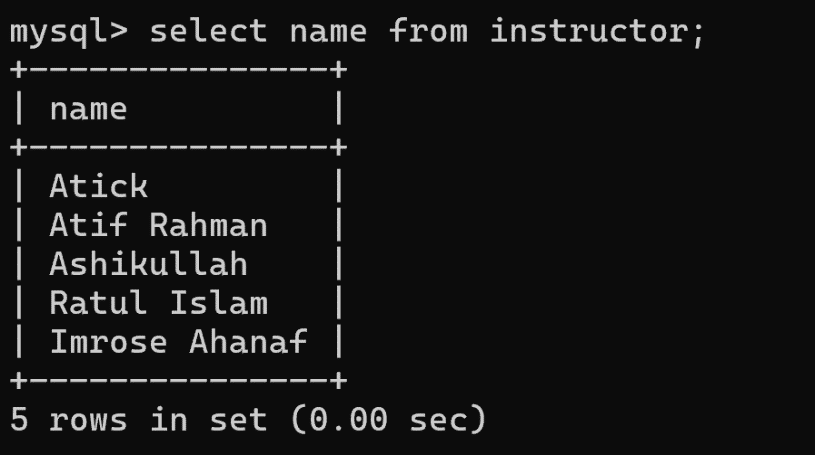 mysql> select name from instructor;
+---------------+
| name          |
+---------------+
| Atick         |
| Atif Rahman   |
| Ashikullah    |
| Ratul Islam   |
| Imrose Ahanaf |
+---------------+
5 rows in set (0.00 sec)